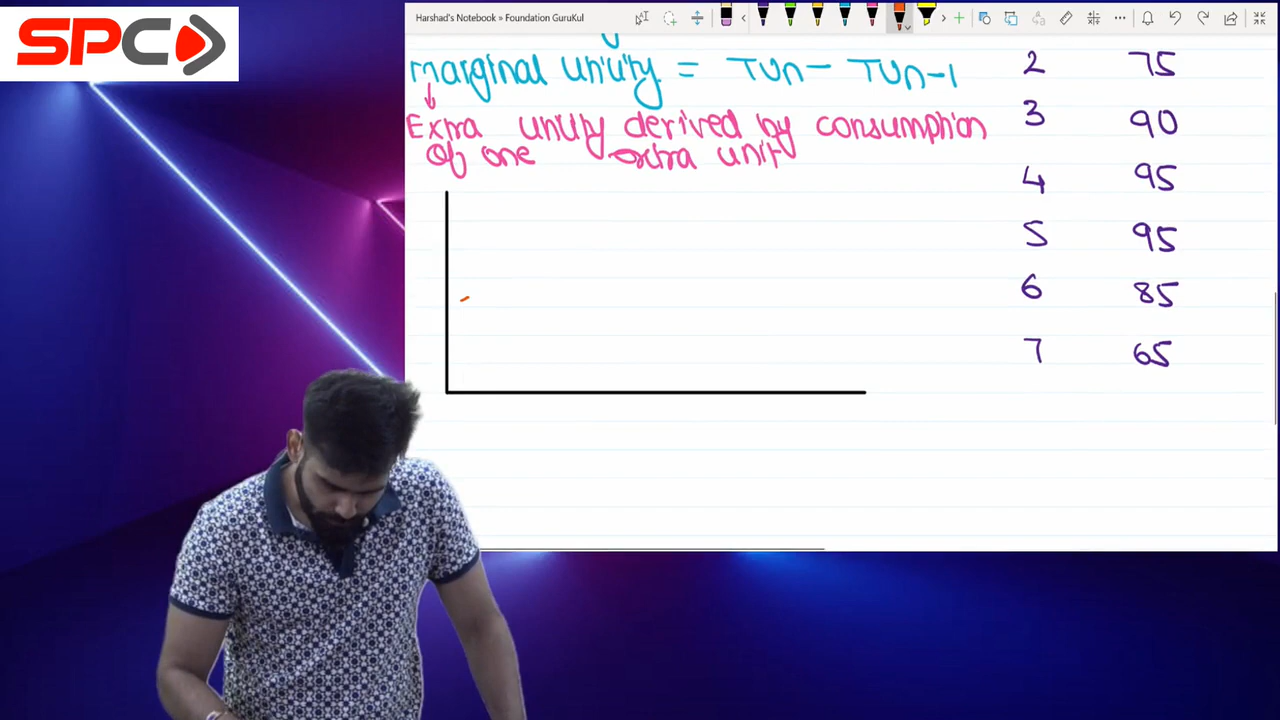 SPC
Harshad's Notebook » Foundation GuruKul
marginal utility = TUn - TUn-1
Extra utility derived by consumption
of one extra unit
2 75
3 90
4 95
5 95
6 85
7 65